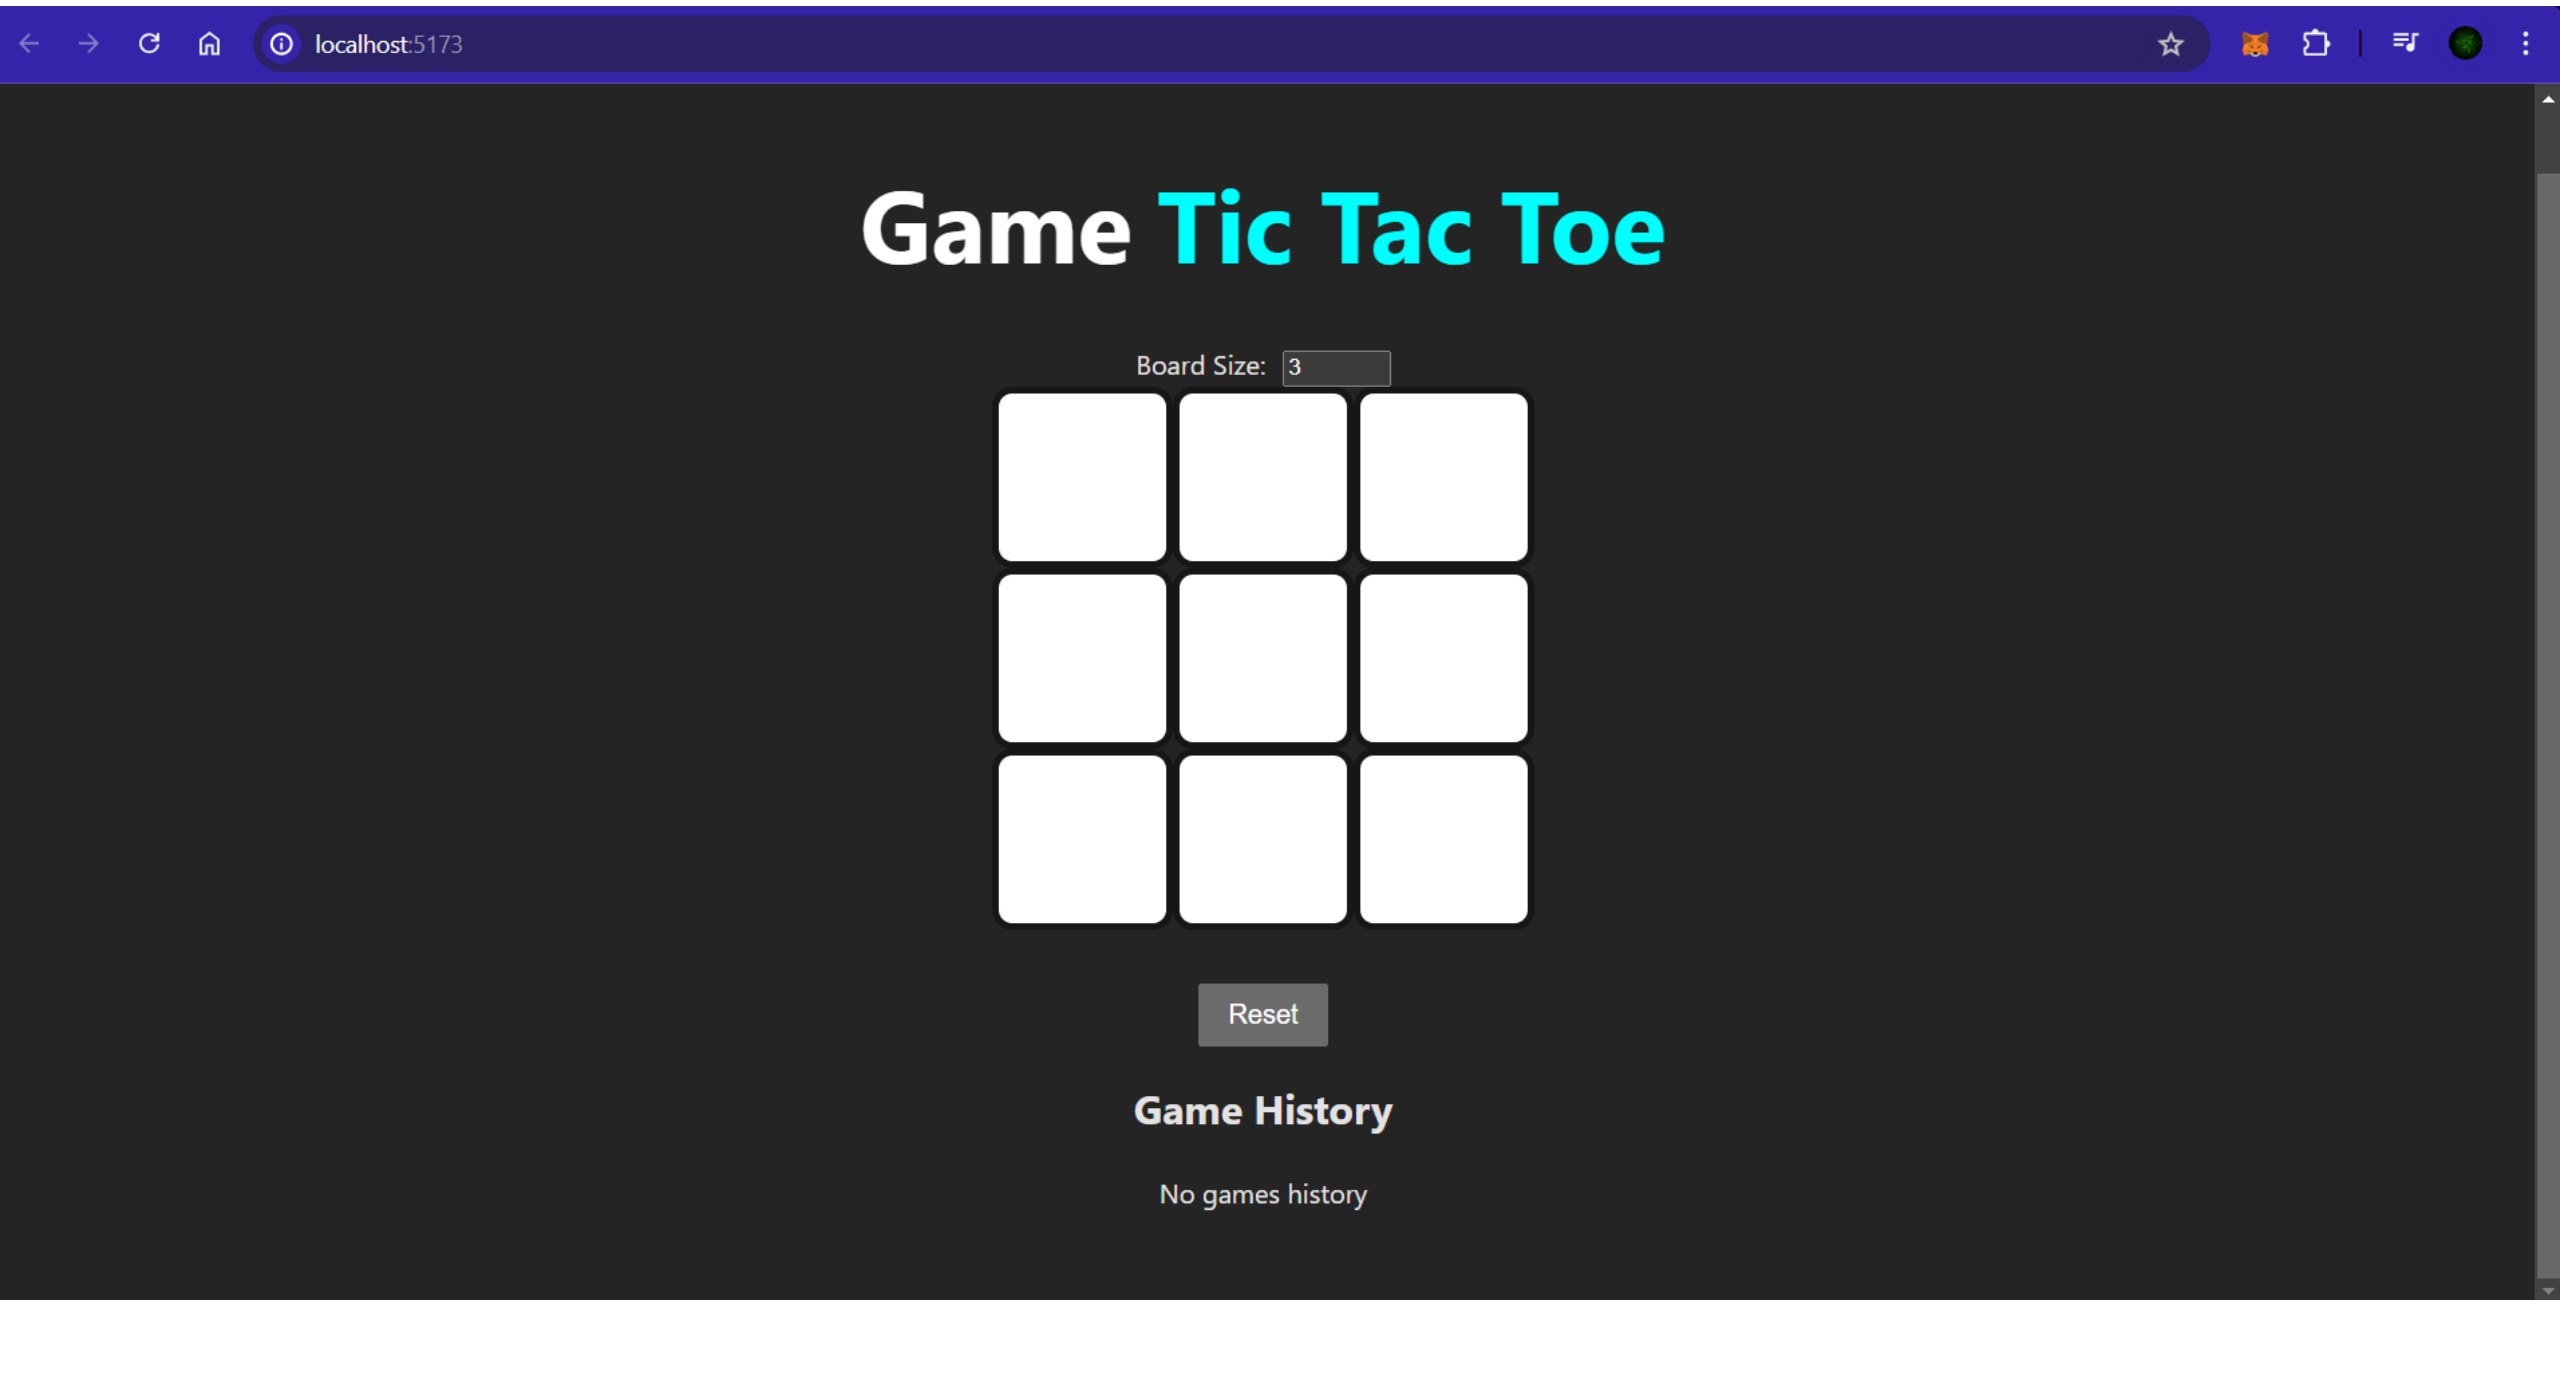 localhost:5173
Game Tic Tac Toe
Board Size: 3
Reset
Game History
No games history